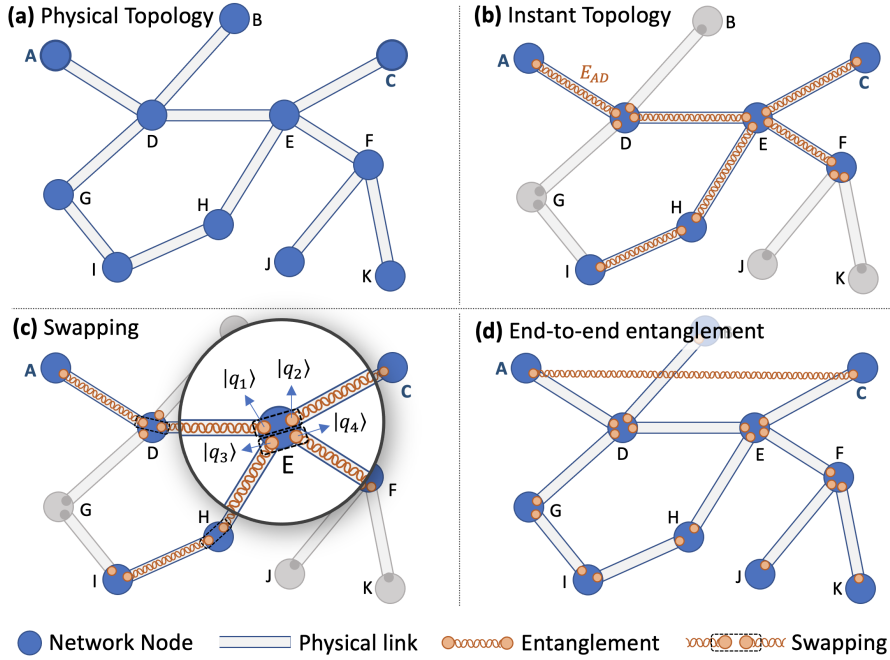 (a) Physical Topology
A
B
C
D
E
F
G
H
I
J
K
(b) Instant Topology
A
B
C
E_AD
D
E
F
G
H
I
J
K
(c) Swapping
A
|q₁⟩
|q₂⟩
C
|q₃⟩
|q₄⟩
D
E
F
G
H
I
J
K
(d) End-to-end entanglement
A
C
D
E
F
G
H
I
J
K
Network Node
Physical link
Entanglement
Swapping